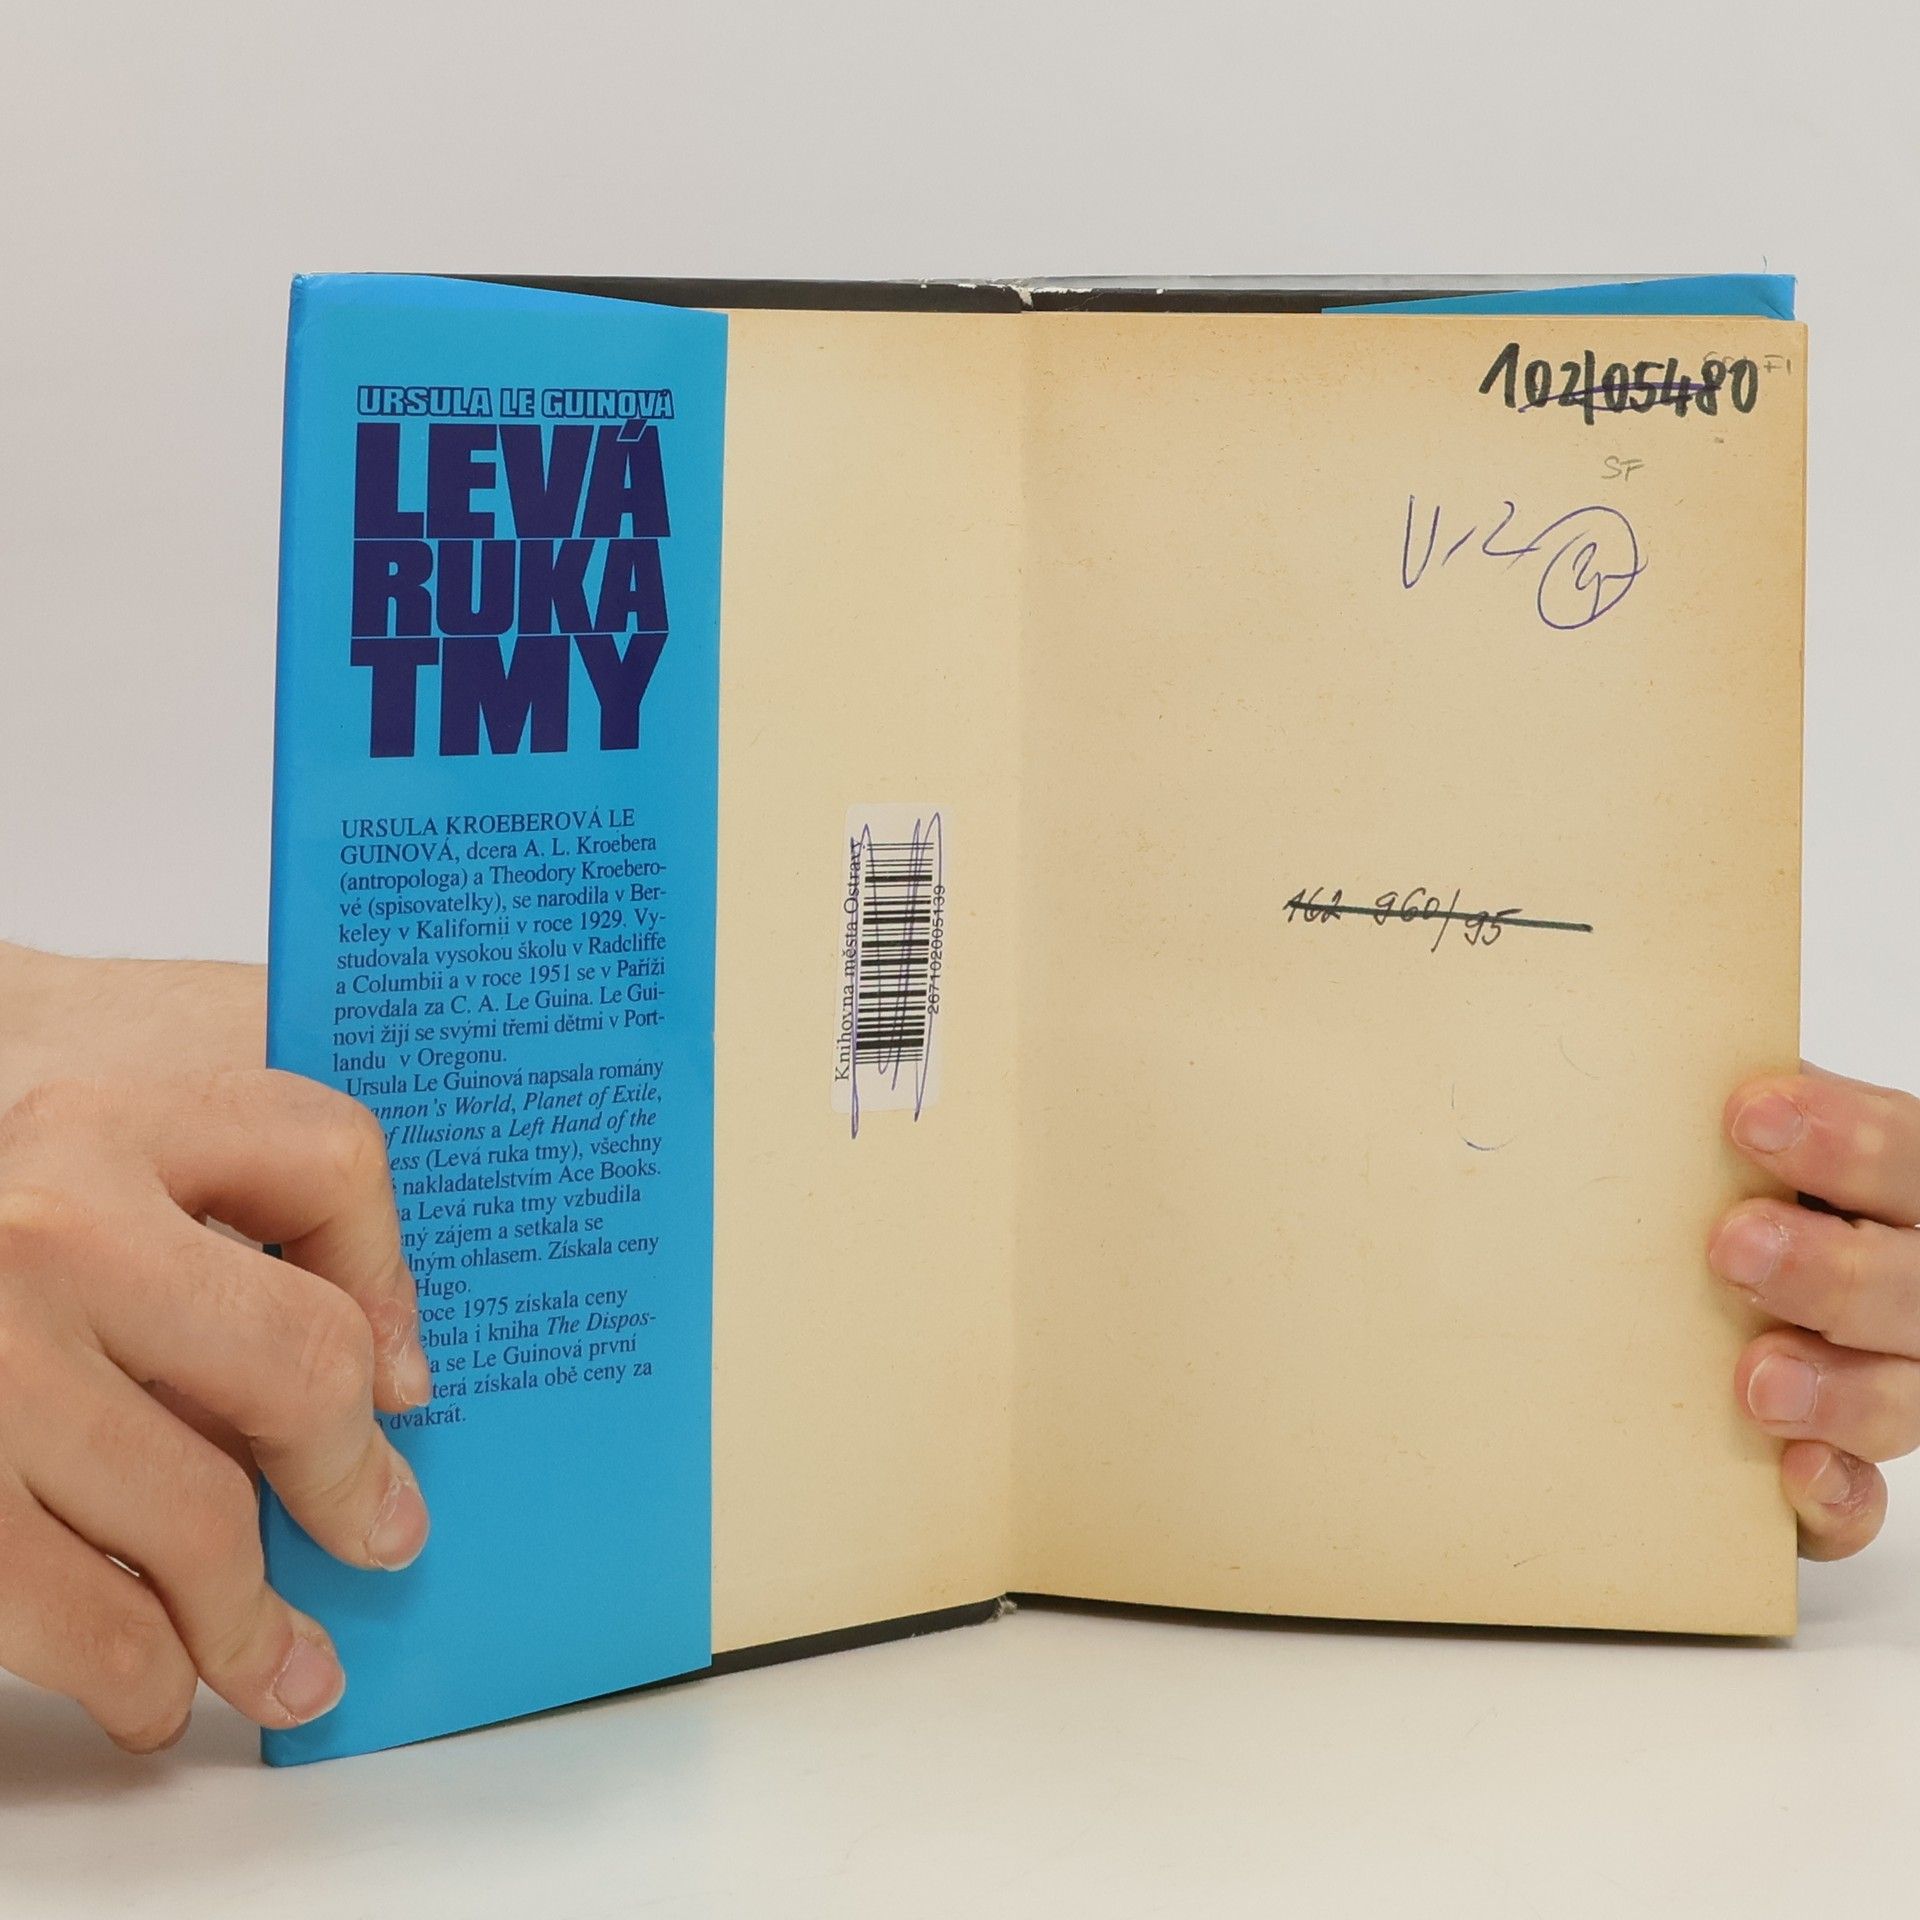 URSULA LE GUINOVÁ
LEVÁ
RUKA
TMY
URSULA KROEBEROVÁ LE
GUINOVÁ, dcera A. L. Kroebera
(antropologa) a Theodory Kroebero-
vé (spisovatelky), se narodila v Ber-
keley v Kalifornii v roce 1929. Vy-
studovala vysokou školu v Radcliffe
a Columbii a v roce 1951 se v Paříži
provdala za C. A. Le Guina. Le Gui-
novi žijí se svými třemi dětmi v Port-
landu v Oregonu.
Ursula Le Guinová napsala romány
World, Planet of Exile,
of Illusions a Left Hand of the
(Levá ruka tmy), všechny
nakladatelstvím Ace Books.
Levá ruka tmy vzbudila
zájem a setkala se
ohlasem. Získala ceny
Hugo.
roce 1975 získala ceny
i kniha The Dispos-
se Le Guinová první
získala obě ceny za
dvakrát.
Knihovna města Ostravy
267102005139
102/05480
SF
162 960/95